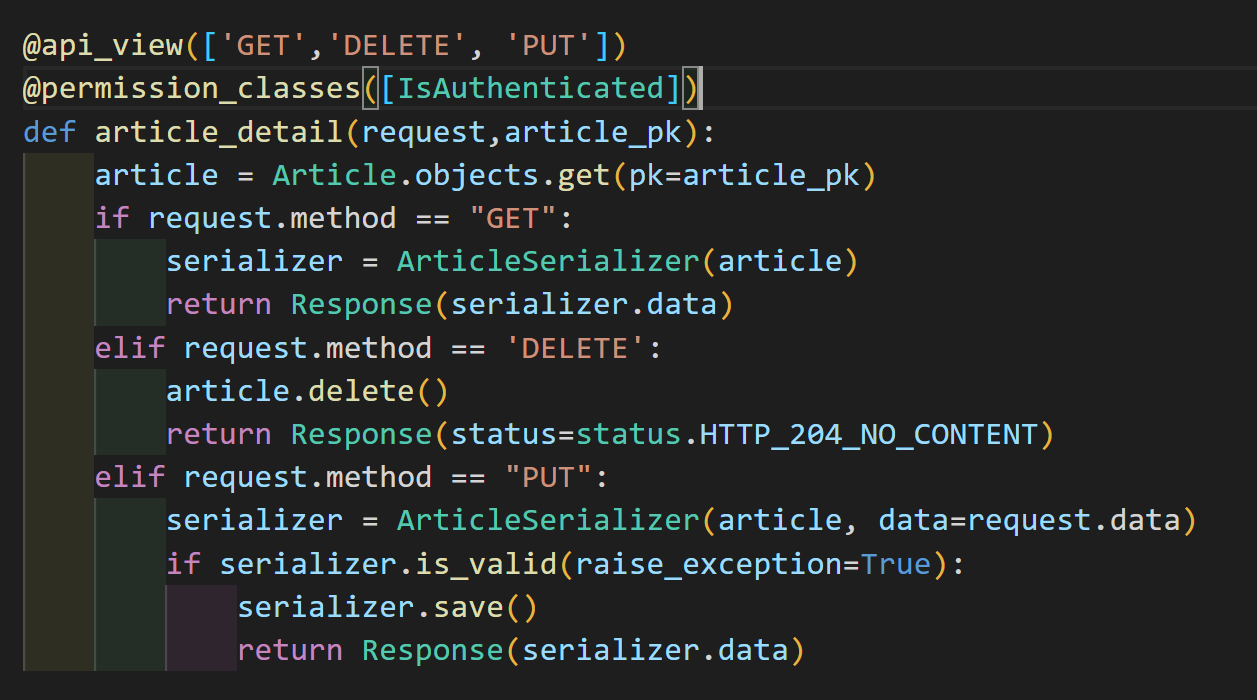 @api_view(['GET','DELETE', 'PUT'])
@permission_classes([IsAuthenticated])
def article_detail(request,article_pk):
    article = Article.objects.get(pk=article_pk)
    if request.method == "GET":
        serializer = ArticleSerializer(article)
        return Response(serializer.data)
    elif request.method == 'DELETE':
        article.delete()
        return Response(status=status.HTTP_204_NO_CONTENT)
    elif request.method == "PUT":
        serializer = ArticleSerializer(article, data=request.data)
        if serializer.is_valid(raise_exception=True):
            serializer.save()
            return Response(serializer.data)